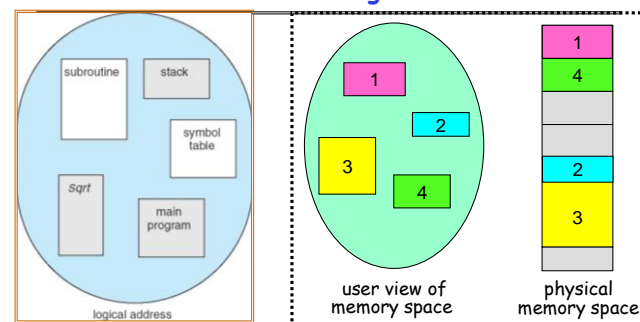 subroutine
stack
symbol
table
Sqrt
main
program
logical address
1
2
3
4
user view of
memory space
1
4
2
3
physical
memory space